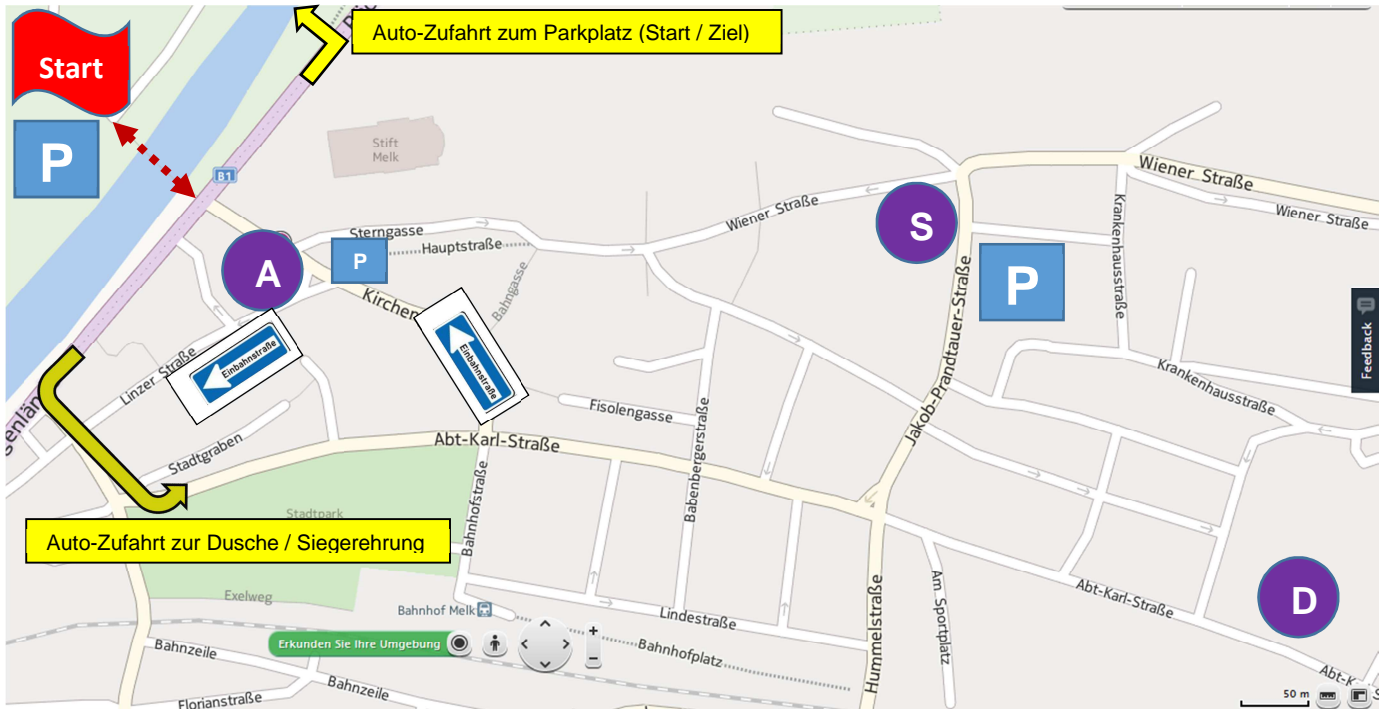 Auto-Zufahrt zum Parkplatz (Start / Ziel)
Start
P
Stift
Melk
B1
Wiener Straße
Wiener Straße
Wiener Straße
Krankenhausstraße
S
Sterngasse
Hauptstraße
P
A
P
Bahngasse
Kirchen
Jakob-Prandtauer-Straße
Feedback
Einbahnstraße
Einbahnstraße
Linzer Straße
Krankenhausstraße
Fisolengasse
Babenbergerstraße
Abt-Karl-Straße
Stadtgraben
Stadtpark
Bahnhofstraße
Auto-Zufahrt zur Dusche / Siegerehrung
Abt-Karl-Straße
Am Sportplatz
D
Exelweg
Bahnhof Melk
Lindestraße
Hummelstraße
Erkunden Sie Ihre Umgebung
Bahnhofplatz
Bahnzeile
Bahnzeile
Florianstraße
50 m